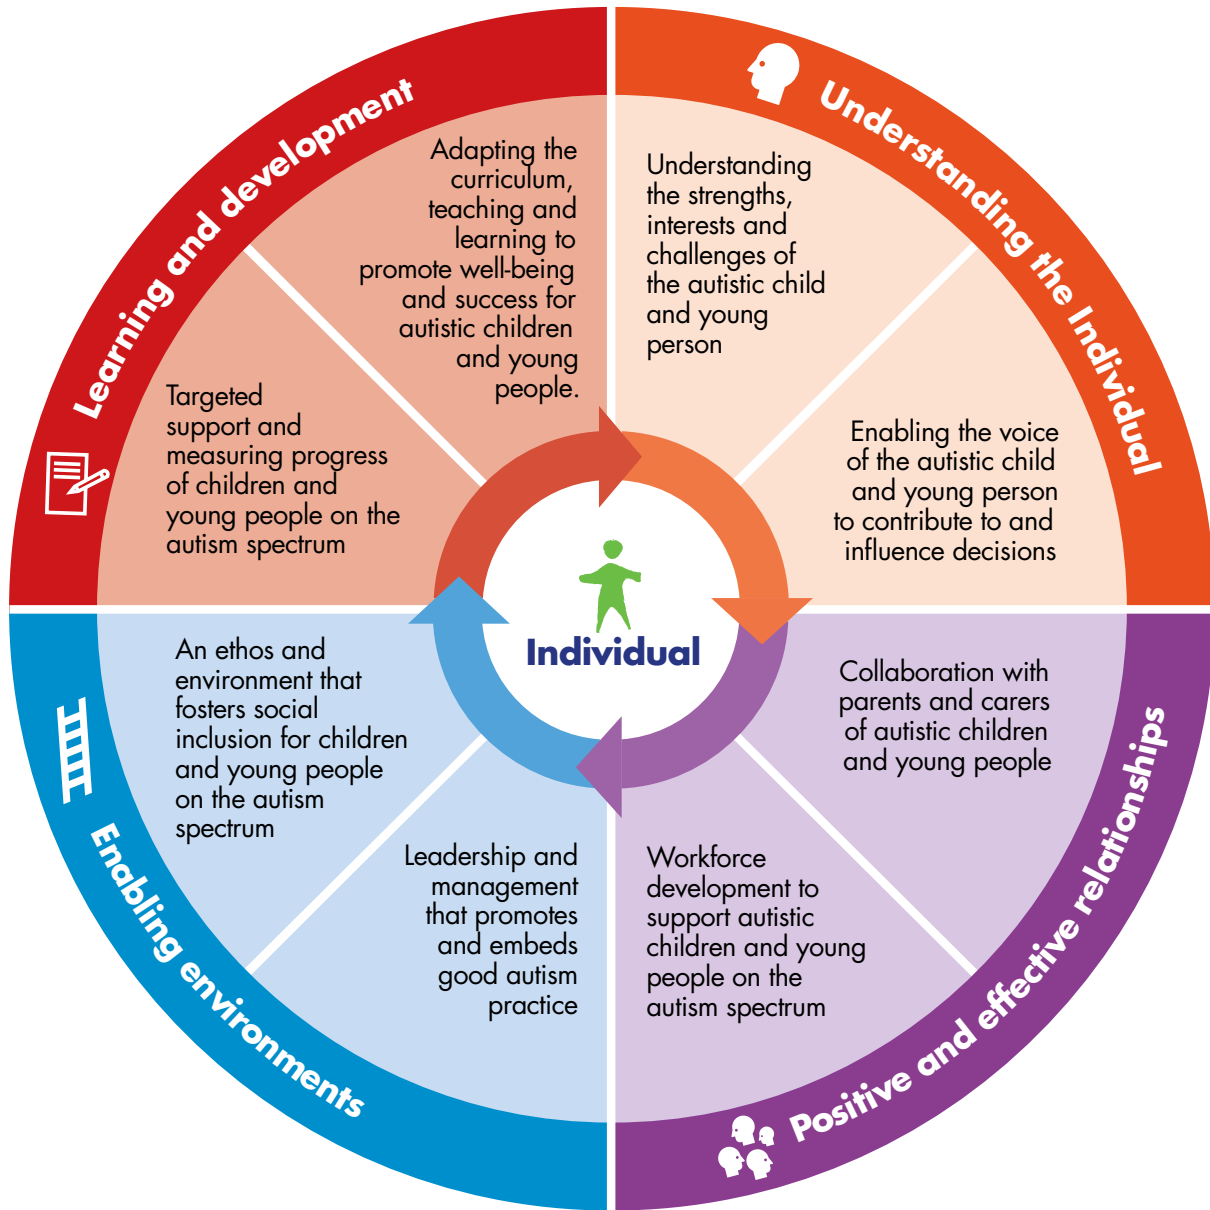 Learning and development
Adapting the
curriculum,
teaching and
learning to
promote well-being
and success for
autistic children
and young
people.
Targeted
support and
measuring progress
of children and
young people on the
autism spectrum
Understanding the Individual
Understanding
the strengths,
interests and
challenges of
the autistic child
and young
person
Enabling the voice
of the autistic child
and young person
to contribute to and
influence decisions
Individual
Positive and effective relationships
Collaboration with
parents and carers
of autistic children
and young people
Workforce
development to
support autistic
children and young
people on the
autism spectrum
Enabling environments
An ethos and
environment that
fosters social
inclusion for children
and young people
on the autism
spectrum
Leadership and
management
that promotes
and embeds
good autism
practice